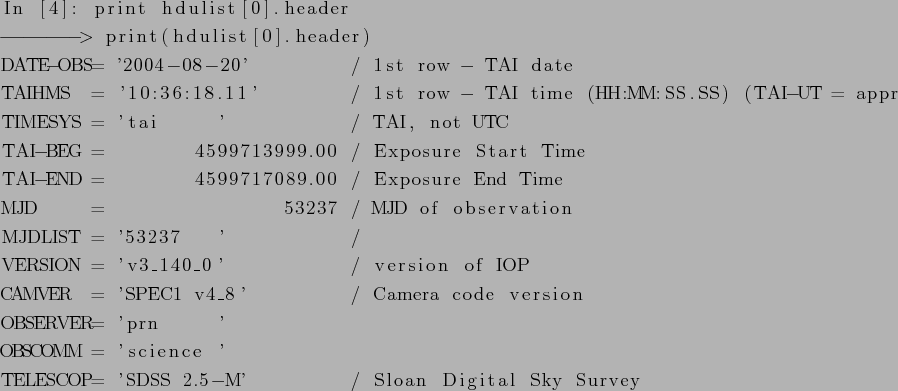 In [4]: print hdulist[0].header
-------> print(hdulist[0].header)
DATE-OBS= '2004-08-20' / 1st row - TAI date
TAIHMS = '10:36:18.11' / 1st row - TAI time (HH:MM:SS.SS) (TAI-UT = appr
TIMESYS = 'tai ' / TAI, not UTC
TAI-BEG = 4599713999.00 / Exposure Start Time
TAI-END = 4599717089.00 / Exposure End Time
MJD = 53237 / MJD of observation
MJDLIST = '53237 ' /
VERSION = 'v3_140_0' / version of IOP
CAMVER = 'SPEC1 v4_8' / Camera code version
OBSERVER= 'prn '
OBSCOMM = 'science '
TELESCOP= 'SDSS 2.5-M' / Sloan Digital Sky Survey